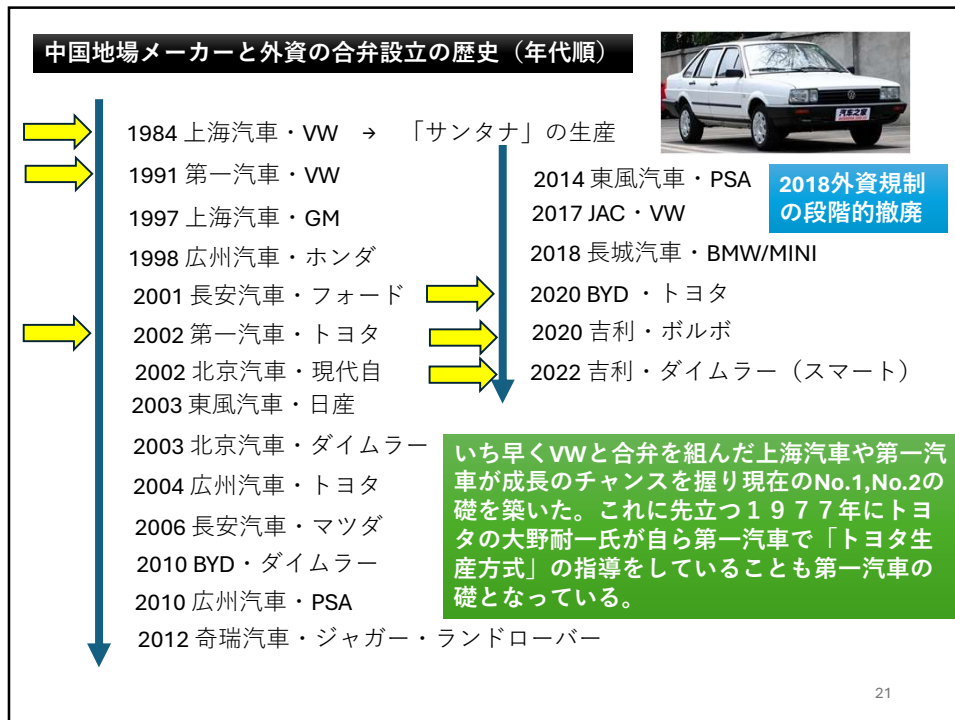 中国地場メーカーと外資の合弁設立の歴史（年代順）
1984 上海汽車・VW → 「サンタナ」の生産
1991 第一汽車・VW
1997 上海汽車・GM
1998 広州汽車・ホンダ
2001 長安汽車・フォード
2002 第一汽車・トヨタ
2002 北京汽車・現代自
2003 東風汽車・日産
2003 北京汽車・ダイムラー
2004 広州汽車・トヨタ
2006 長安汽車・マツダ
2010 BYD・ダイムラー
2010 広州汽車・PSA
2012 奇瑞汽車・ジャガー・ランドローバー
汽车之家
2014 東風汽車・PSA
2017 JAC・VW
2018 長城汽車・BMW/MINI
2020 BYD ・トヨタ
2020 吉利・ボルボ
2022 吉利・ダイムラー（スマート）
2018外資規制
の段階的撤廃
いち早くVWと合弁を組んだ上海汽車や第一汽
車が成長のチャンスを握り現在のNo.1,No.2の
礎を築いた。これに先立つ１９７７年にトヨ
タの大野耐一氏が自ら第一汽車で「トヨタ生
産方式」の指導をしていることも第一汽車の
礎となっている。
21